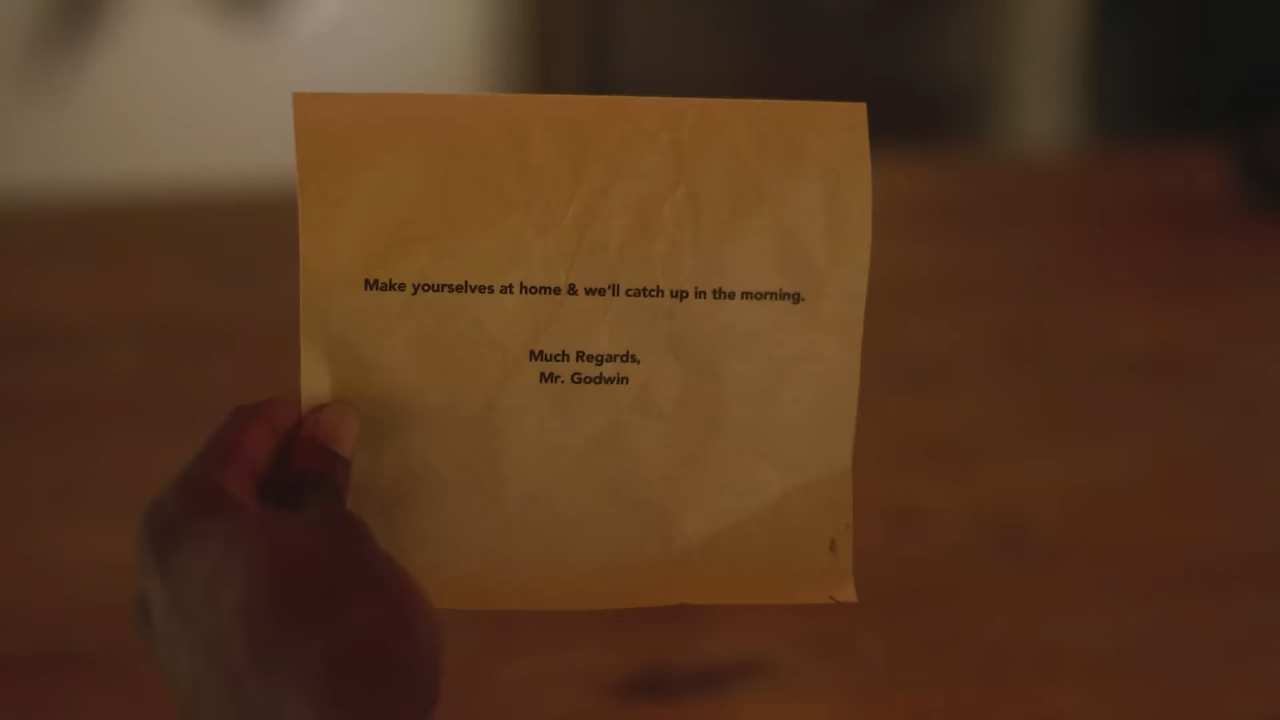 Make yourselves at home & we'll catch up in the morning.
Much Regards,
Mr. Godwin